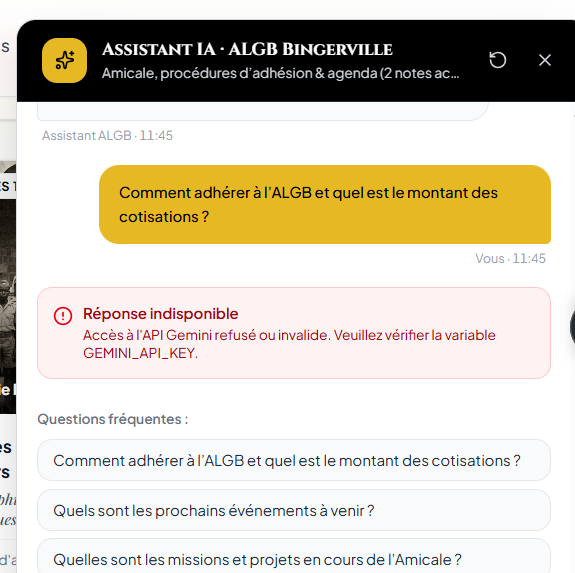 S
ASSISTANT IA · ALGB BINGERVILLE
Amicale, procédures d'adhésion & agenda (2 notes ac...
Assistant ALGB · 11:45
Comment adhérer à l'ALGB et quel est le montant des
cotisations ?
Vous · 11:45
Réponse indisponible
Accès à l'API Gemini refusé ou invalide. Veuillez vérifier la variable
GEMINI_API_KEY.
Questions fréquentes :
Comment adhérer à l'ALGB et quel est le montant des cotisations ?
Quels sont les prochains événements à venir ?
Quelles sont les missions et projets en cours de l'Amicale ?